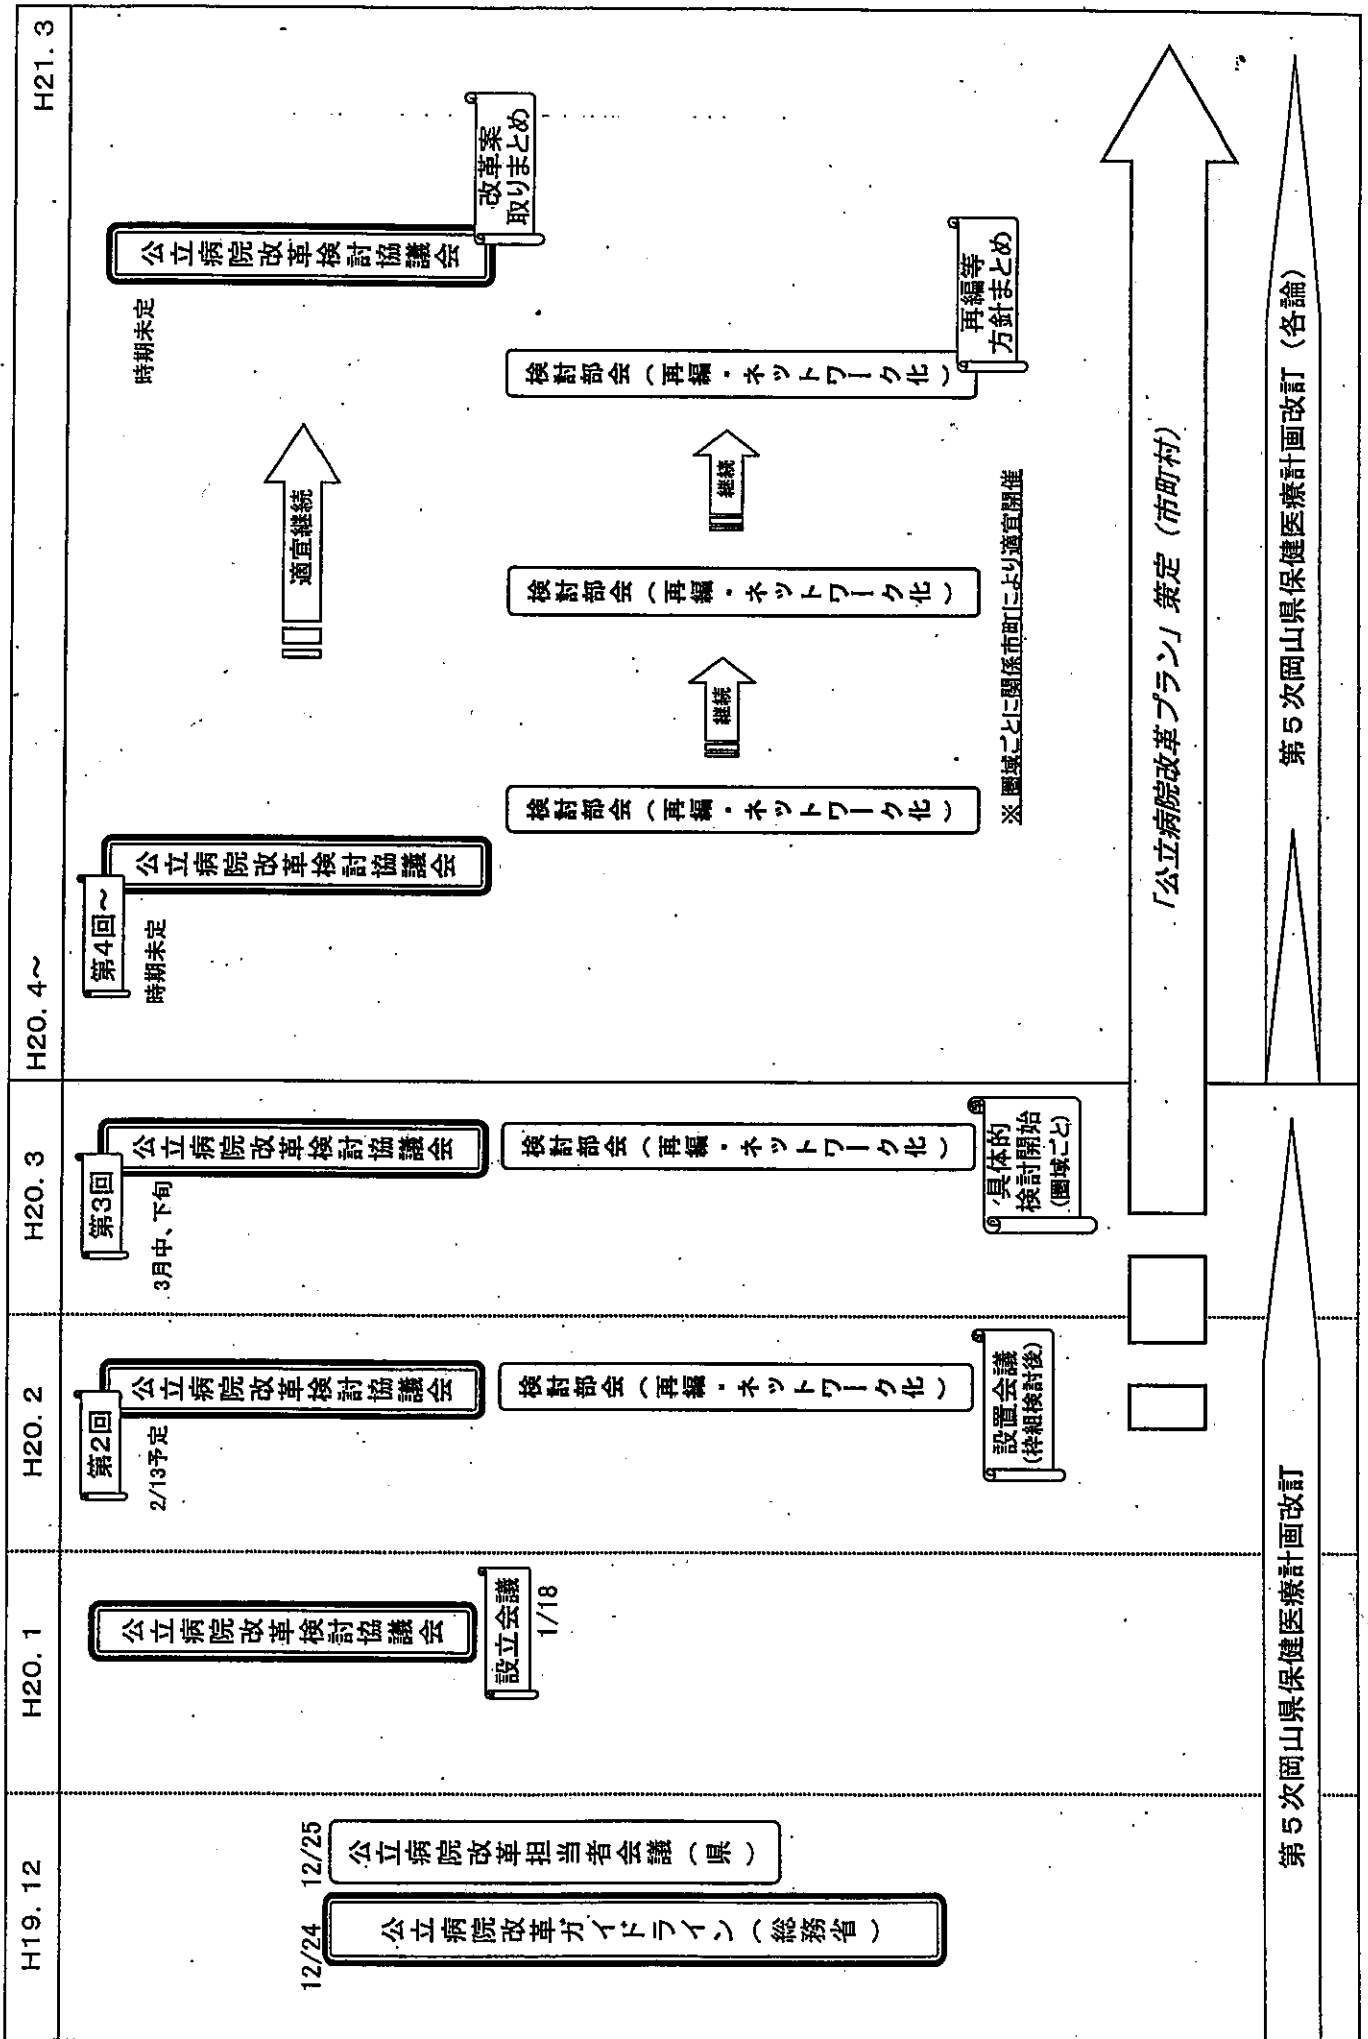 H19. 12
H20. 1
H20. 2
H20. 3
H20. 4～
H21. 3
12/24
公立病院改革ガイドライン（総務省）
12/25
公立病院改革担当者会議（県）
公立病院改革検討協議会
設立会議
1/18
第2回
公立病院改革検討協議会
2/13予定
検討部会（再編・ネットワーク化）
設置会議
(枠組検討後)
第3回
公立病院改革検討協議会
3月中、下旬
検討部会（再編・ネットワーク化）
具体的
検討開始
(圏域ごと)
第4回～
公立病院改革検討協議会
時期未定
適宜継続
公立病院改革検討協議会
時期未定
改革案
取りまとめ
検討部会（再編・ネットワーク化）
継続
検討部会（再編・ネットワーク化）
継続
検討部会（再編・ネットワーク化）
再編等
方針まとめ
※ 圏域ごとに関係市町により適宜開催
「公立病院改革プラン」策定（市町村）
第５次岡山県保健医療計画改訂
第５次岡山県保健医療計画改訂（各論）